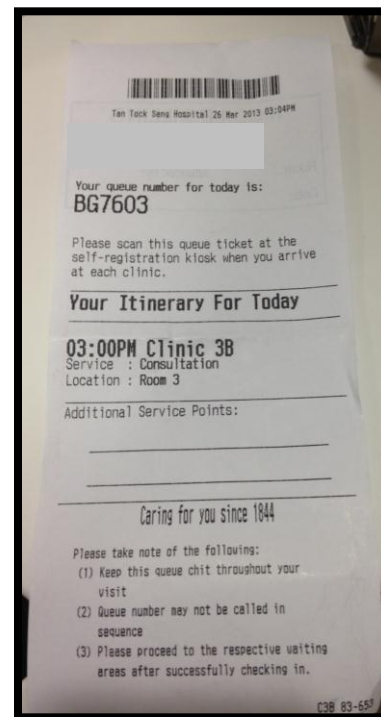 Tan Tock Seng Hospital 26 Mar 2013 03:04PM
Your queue number for today is:
BG7603
Please scan this queue ticket at the
self-registration kiosk when you arrive
at each clinic.
Your Itinerary For Today
03:00PM Clinic 3B
Service : Consultation
Location : Room 3
Additional Service Points:
Caring for you since 1844
Please take note of the following:
(1) Keep this queue chit throughout your
visit
(2) Queue number may not be called in
sequence
(3) Please proceed to the respective waiting
areas after successfully checking in.
C3B 83-653